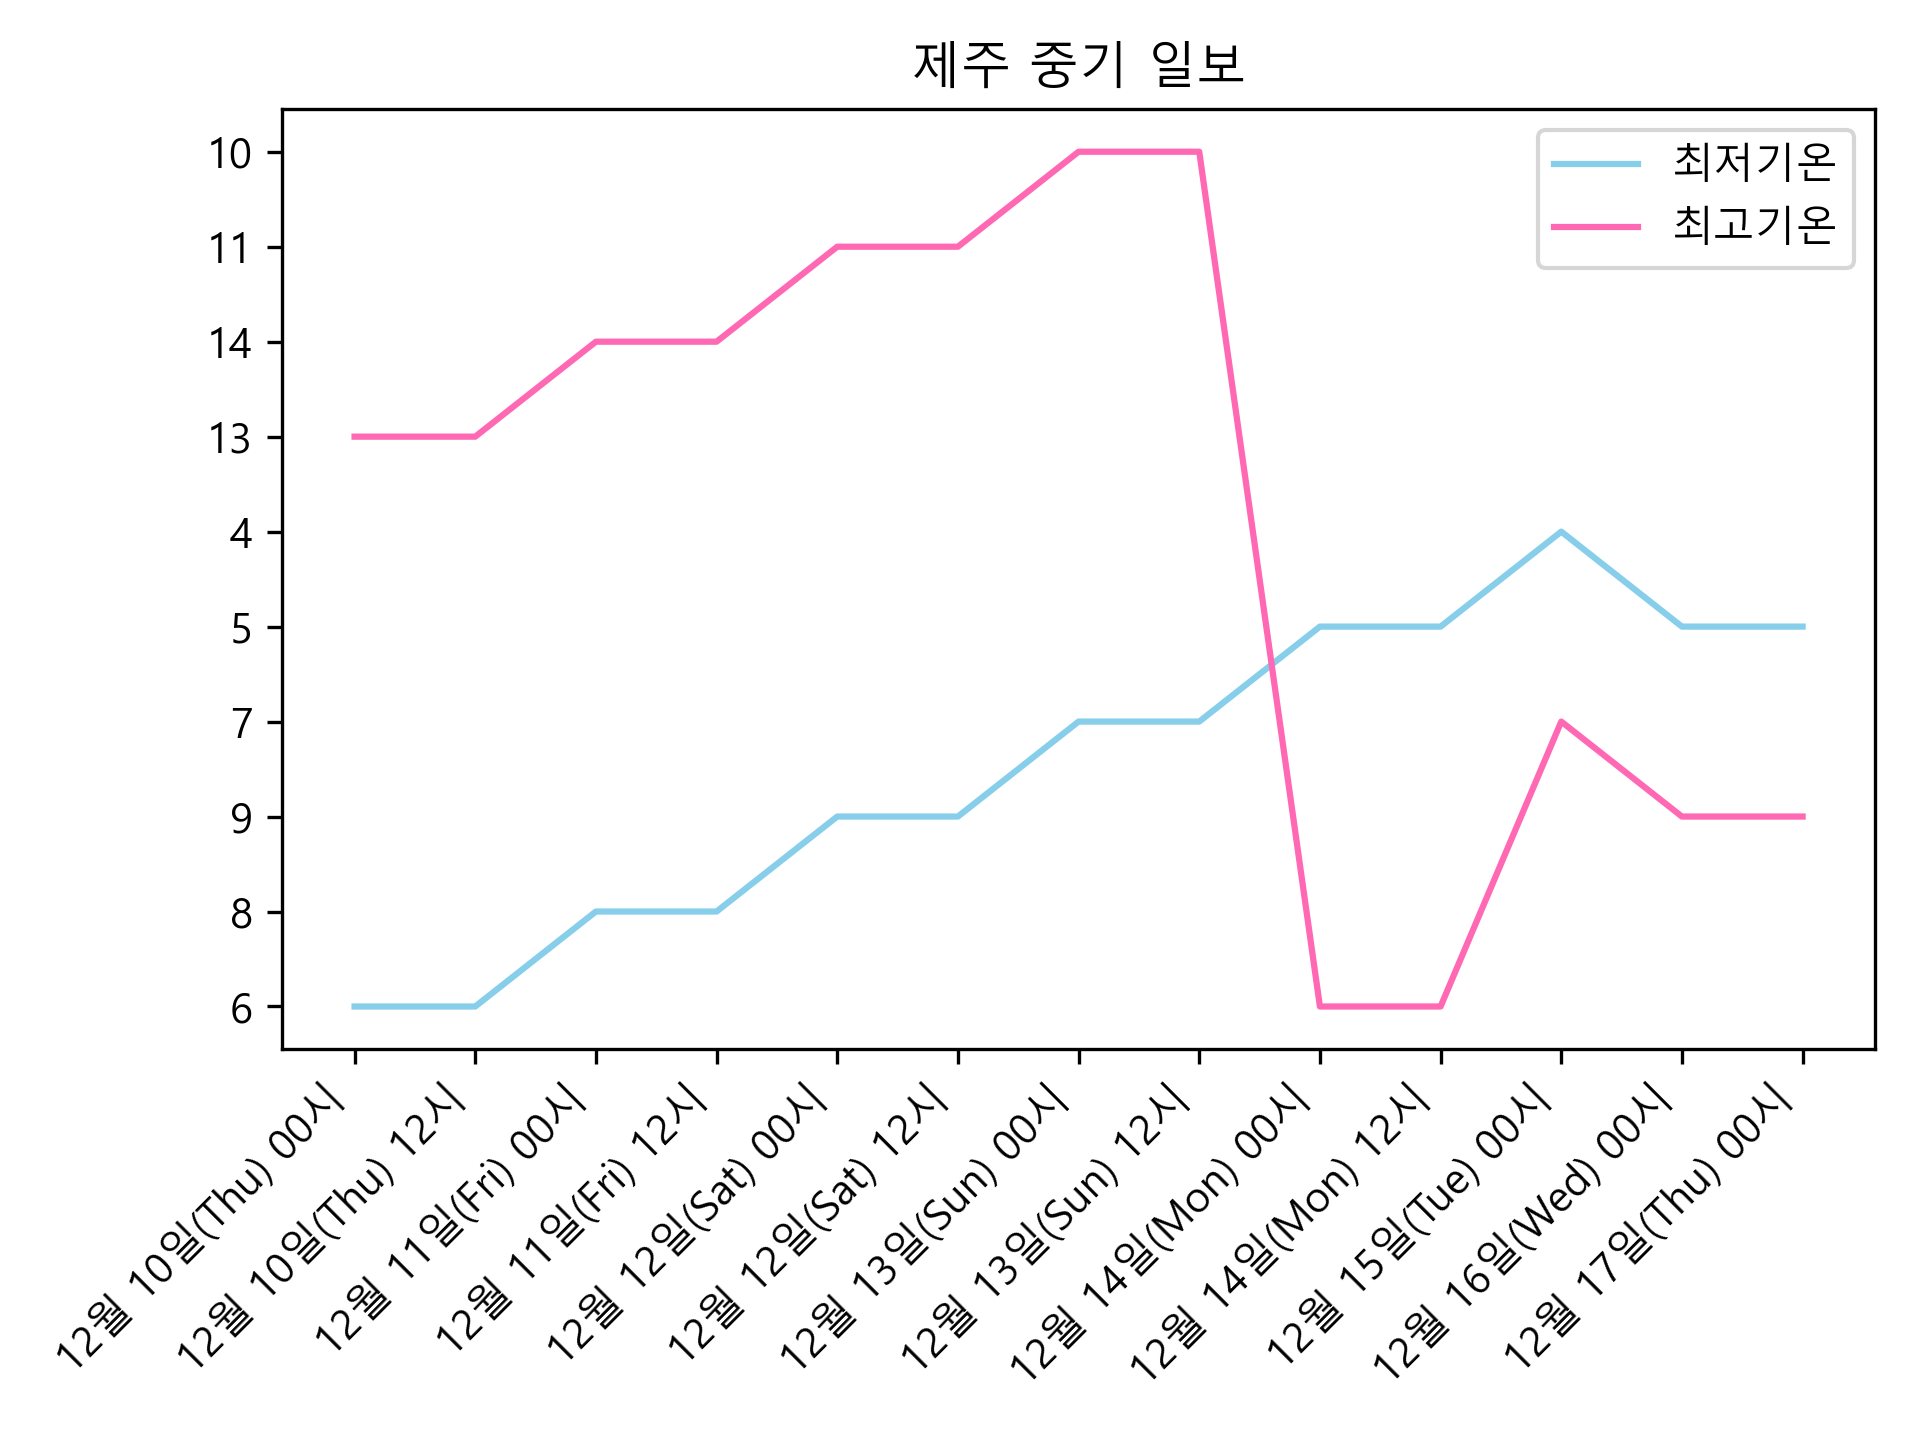 제주 중기 일보
최저기온
최고기온
10
11
14
13
4
5
7
9
8
6
12월 10일(Thu) 00시
12월 10일(Thu) 12시
12월 11일(Fri) 00시
12월 11일(Fri) 12시
12월 12일(Sat) 00시
12월 12일(Sat) 12시
12월 13일(Sun) 00시
12월 13일(Sun) 12시
12월 14일(Mon) 00시
12월 14일(Mon) 12시
12월 15일(Tue) 00시
12월 16일(Wed) 00시
12월 17일(Thu) 00시